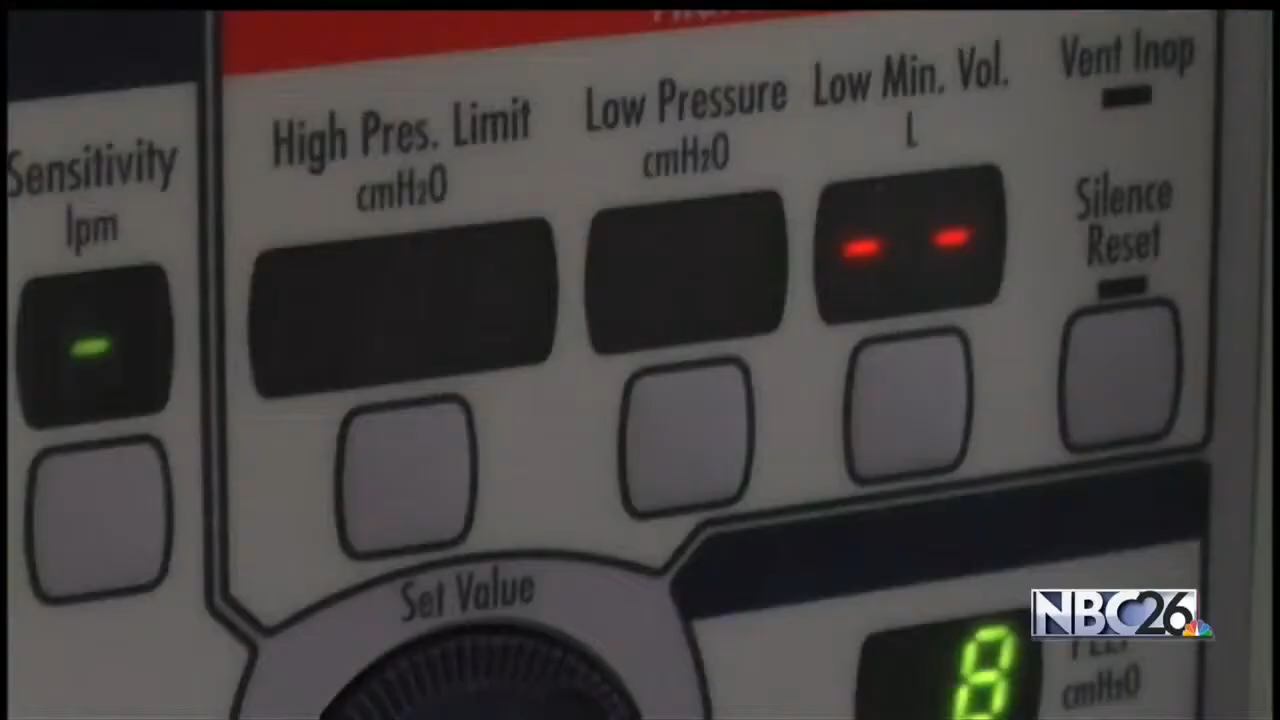 Vent Inop
Low Min. Vol.
L
Low Pressure
cmH₂O
High Pres. Limit
cmH₂O
Sensitivity
lpm
- -
Silence
Reset
-
Set Value
NBC26
8
cmH₂O